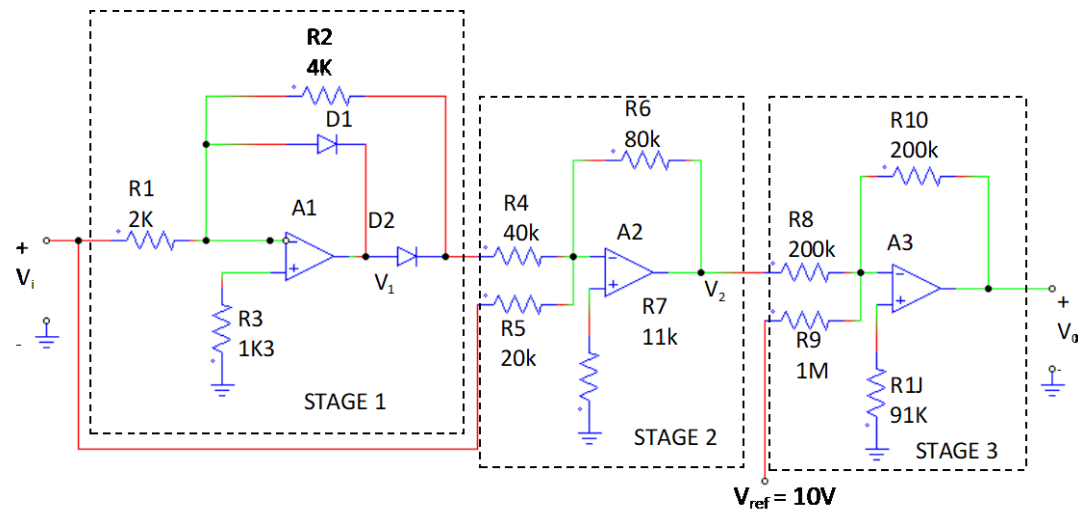 R2
4K
D1
R1
2K
A1
D2
+
Vi
-
−
+
V1
R3
1K3
STAGE 1
R4
40k
R5
20k
R6
80k
A2
−
+
R7
11k
V2
STAGE 2
R8
200k
R9
1M
R10
200k
A3
−
+
R1J
91K
STAGE 3
+
V0
-
Vref = 10V